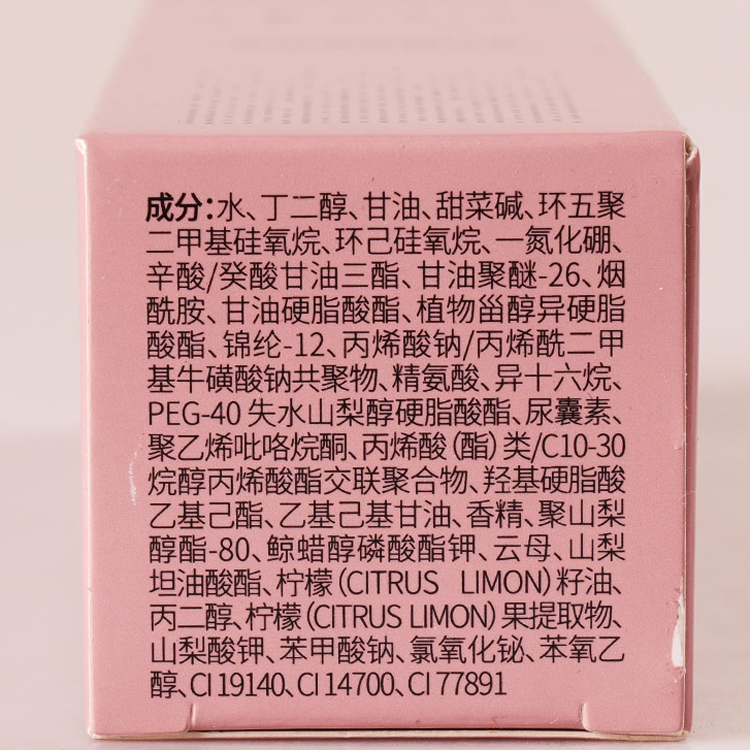 成分：水、丁二醇、甘油、甜菜碱、环五聚
二甲基硅氧烷、环己硅氧烷、一氮化硼、
辛酸/癸酸甘油三酯、甘油聚醚-26、烟
酰胺、甘油硬脂酸酯、植物甾醇异硬脂
酸酯、锦纶-12、丙烯酸钠/丙烯酰二甲
基牛磺酸钠共聚物、精氨酸、异十六烷、
PEG-40 失水山梨醇硬脂酸酯、尿囊素、
聚乙烯吡咯烷酮、丙烯酸（酯）类/C10-30
烷醇丙烯酸酯交联聚合物、羟基硬脂酸
乙基己酯、乙基己基甘油、香精、聚山梨
醇酯-80、鲸蜡醇磷酸酯钾、云母、山梨
坦油酸酯、柠檬（CITRUS LIMON）籽油、
丙二醇、柠檬（CITRUS LIMON）果提取物、
山梨酸钾、苯甲酸钠、氯氧化铋、苯氧乙
醇、CI 19140、CI 14700、CI 77891